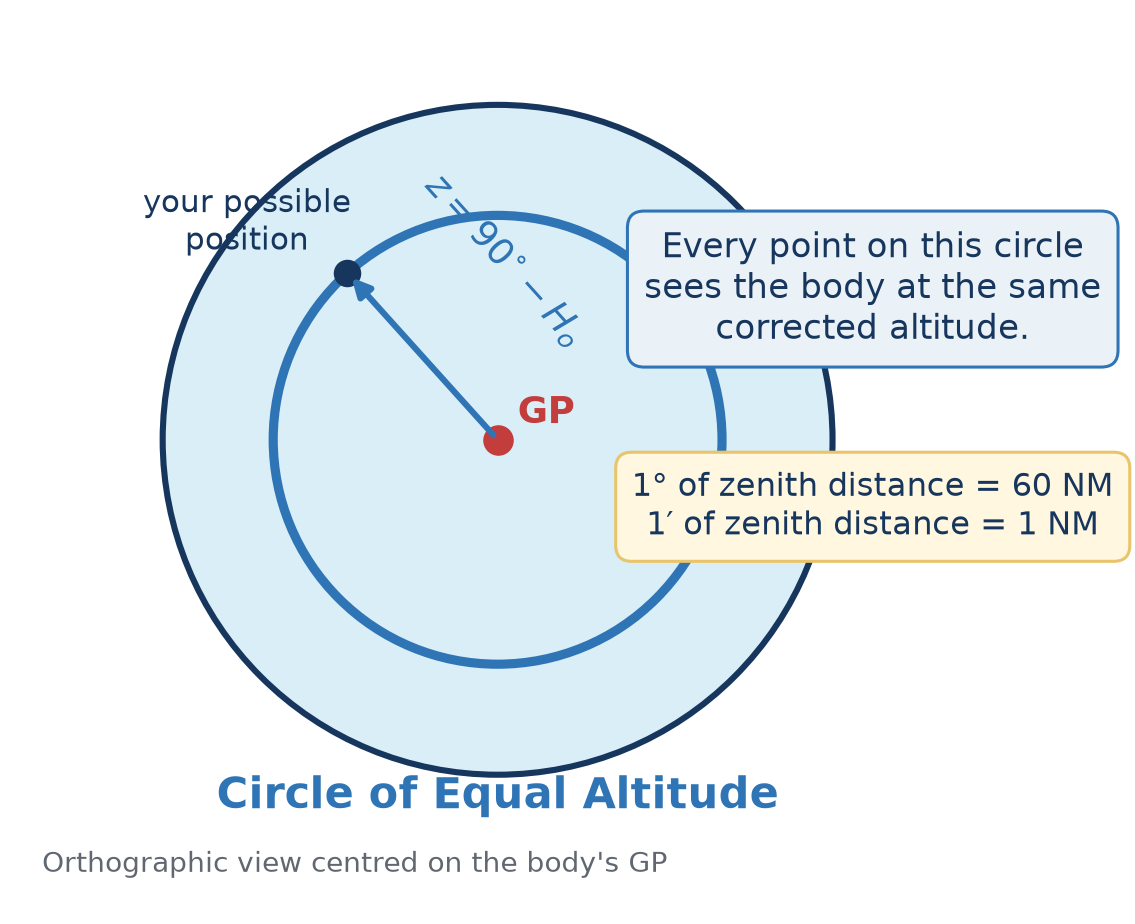 your possible
position
z = 90° − Hₒ
Every point on this circle
sees the body at the same
corrected altitude.
GP
1° of zenith distance = 60 NM
1′ of zenith distance = 1 NM
Circle of Equal Altitude
Orthographic view centred on the body's GP